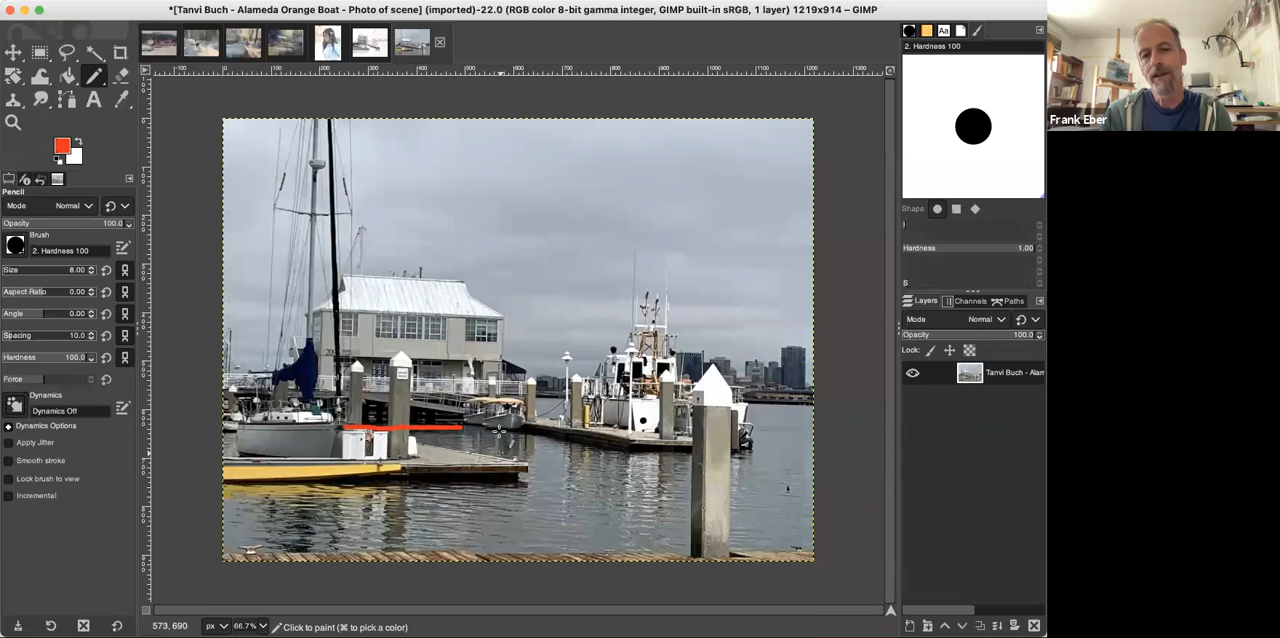 *[Tanvi Buch - Alameda Orange Boat - Photo of scene] (imported)-22.0 (RGB color 8-bit gamma integer, GIMP built-in sRGB, 1 layer) 1219x914 – GIMP
2. Hardness 100
Frank Eber
Pencil
Mode Normal
Opacity 100.0
Brush
2. Hardness 100
Size 8.00
Aspect Ratio 0.00
Angle 0.00
Spacing 10.0
Hardness 100.0
Force
Dynamics
Dynamics Off
Dynamics Options
Apply Jitter
Smooth stroke
Lock brush to view
Incremental
Shape
Hardness 1.00
Layers Channels Paths
Mode Normal
Opacity 100.0
Lock:
Tanvi Buch - Alam
573, 690 px 66.7% Click to paint (⌘ to pick a color)